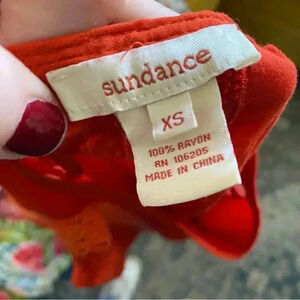 sundance
XS
100% RAYON
RN 106205
MADE IN CHINA